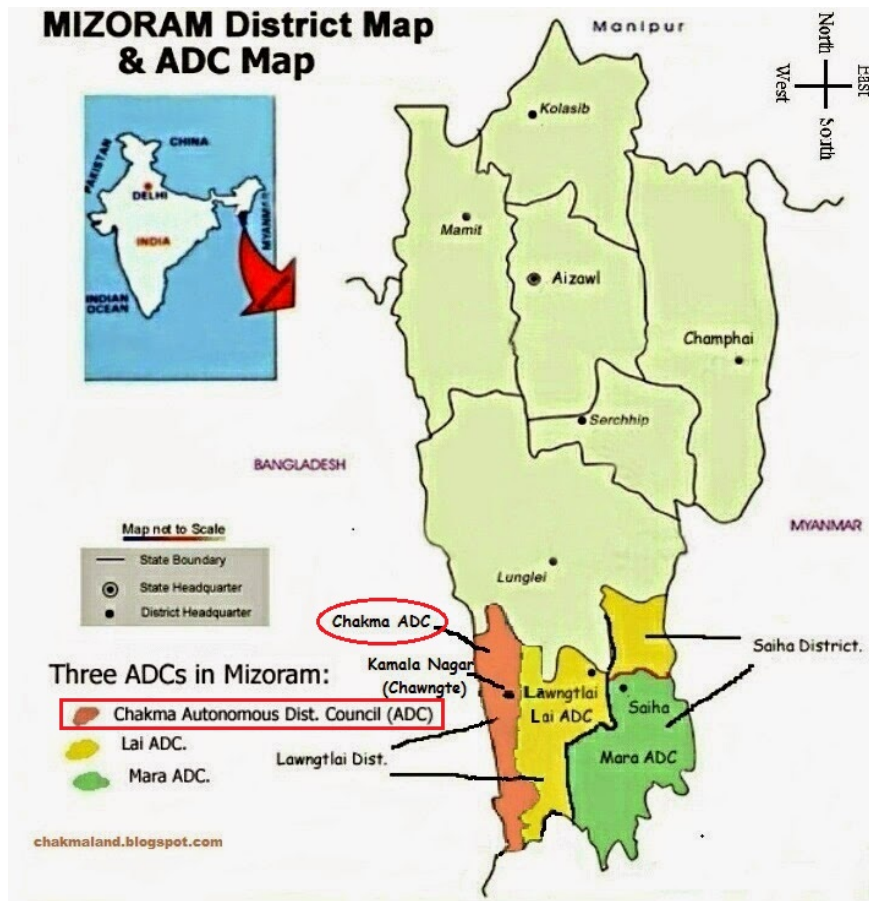 MIZORAM District Map
& ADC Map
Manipur
North
West
East
South
PAKISTAN
CHINA
DELHI
MYANMAR
INDIA
INDIAN
OCEAN
Kolasib
Mamit
Aizawl
Champhai
Serchhip
BANGLADESH
MYANMAR
Map not to Scale
State Boundary
State Headquarter
District Headquarter
Lunglei
Chakma ADC
Saiha District.
Kamala Nagar
(Chawngte)
Lawngtlai
Lai ADC
Saiha
Mara ADC
Lawngtlai Dist.
Three ADCs in Mizoram:
Chakma Autonomous Dist. Council (ADC)
Lai ADC.
Mara ADC.
chakmaland.blogspot.com